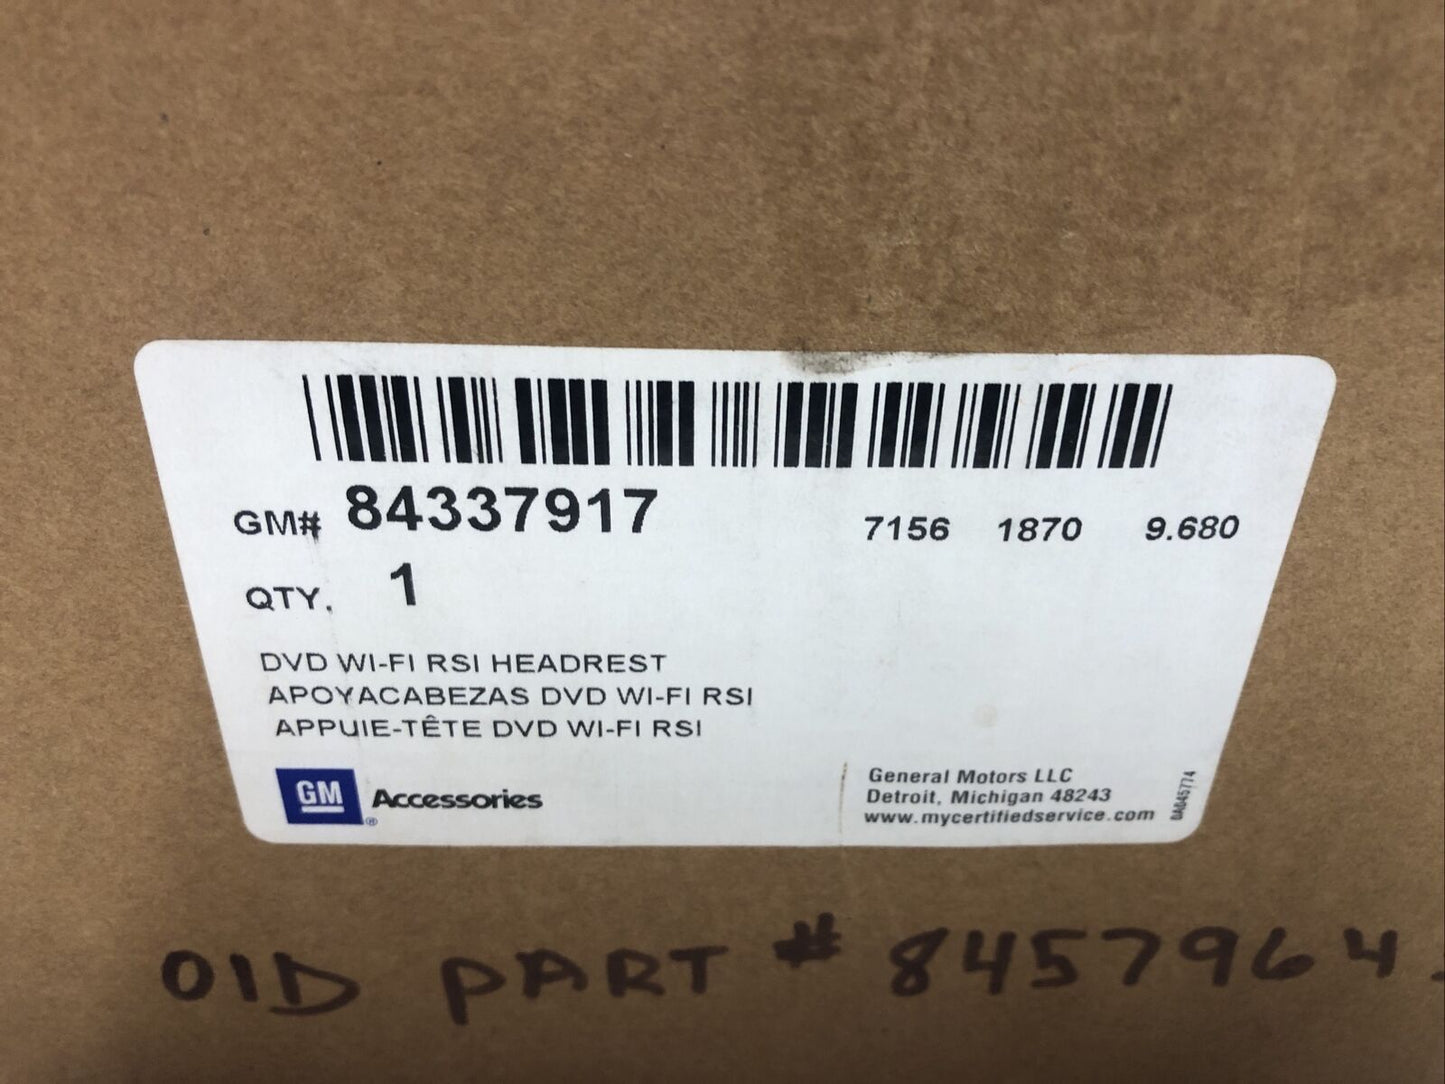 GM# 84337917 7156 1870 9.680
QTY. 1
DVD WI-FI RSI HEADREST
APOYACABEZAS DVD WI-FI RSI
APPUIE-TÊTE DVD WI-FI RSI
GM® Accessories
General Motors LLC
Detroit, Michigan 48243
www.mycertifiedservice.com
OlD PART # 8457964